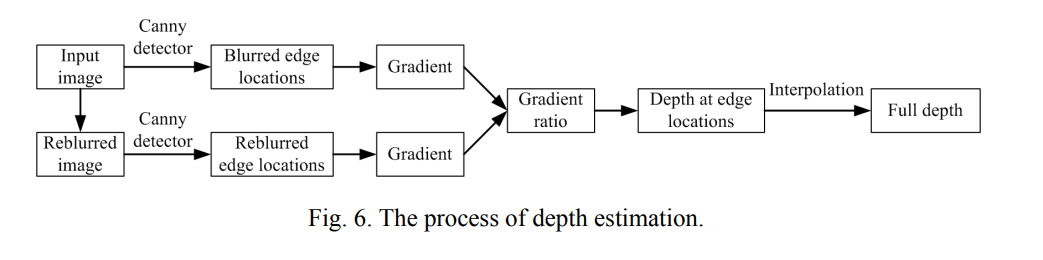 Canny
detector
Input
image
Blurred edge
locations
Gradient
Canny
detector
Reblurred
image
Reblurred
edge locations
Gradient
Gradient
ratio
Depth at edge
locations
Interpolation
Full depth
Fig. 6. The process of depth estimation.